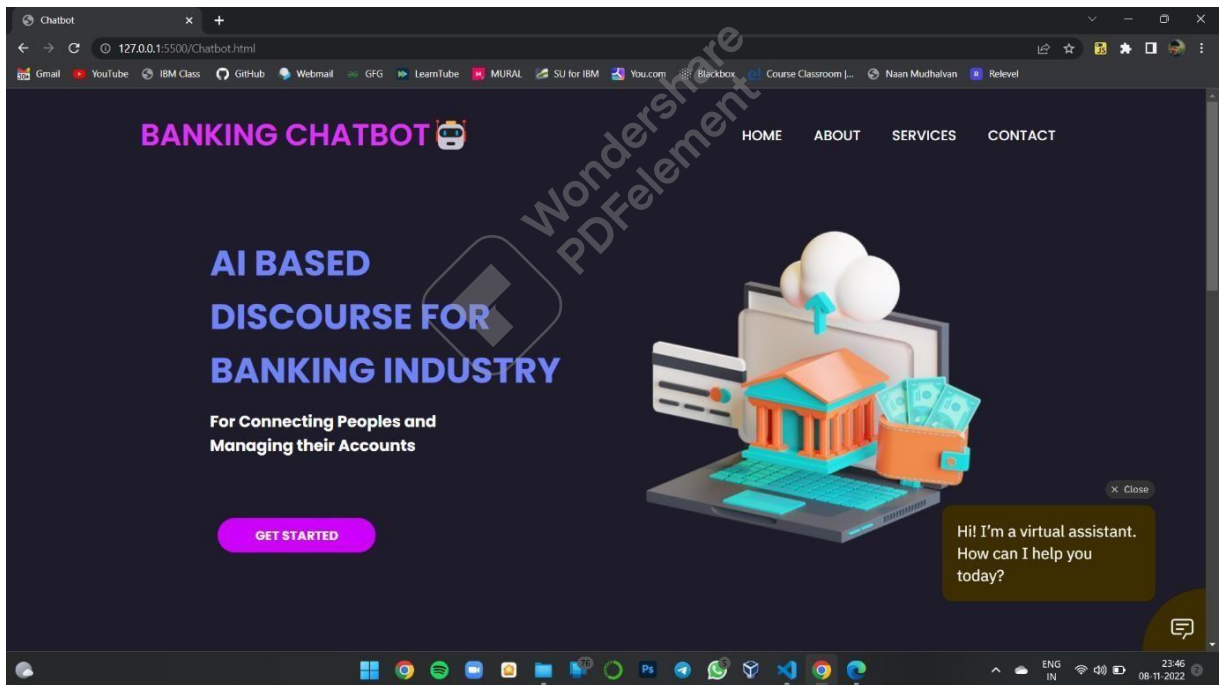 Chatbot
127.0.0.1:5500/Chatbot.html
Gmail YouTube IBM Class GitHub Webmail GFG LearnTube MURAL SU for IBM You.com Blackbox Course Classroom |... Naan Mudhalvan Relevel
BANKING CHATBOT
HOME ABOUT SERVICES CONTACT
Wondershare
PDFelement
AI BASED
DISCOURSE FOR
BANKING INDUSTRY
For Connecting Peoples and
Managing their Accounts
GET STARTED
× Close
Hi! I'm a virtual assistant.
How can I help you
today?
76
Ps
ENG
IN
23:46
08-11-2022